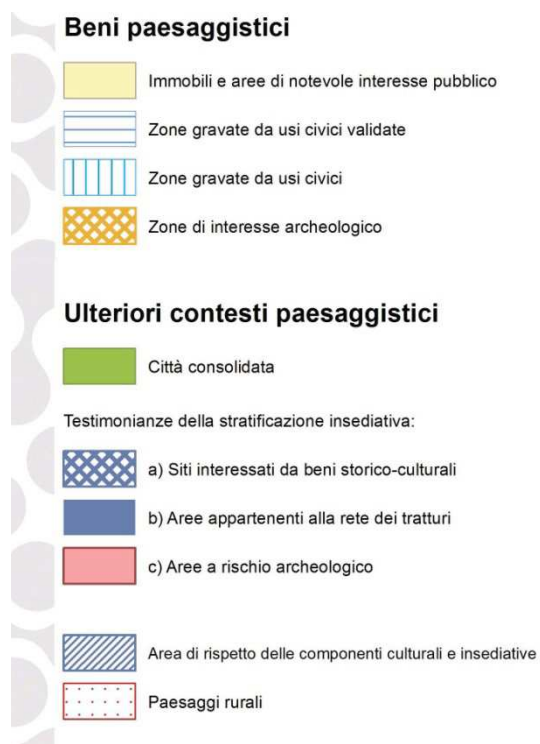 Beni paesaggistici
Immobili e aree di notevole interesse pubblico
Zone gravate da usi civici validate
Zone gravate da usi civici
Zone di interesse archeologico
Ulteriori contesti paesaggistici
Città consolidata
Testimonianze della stratificazione insediativa:
a) Siti interessati da beni storico-culturali
b) Aree appartenenti alla rete dei tratturi
c) Aree a rischio archeologico
Area di rispetto delle componenti culturali e insediative
Paesaggi rurali